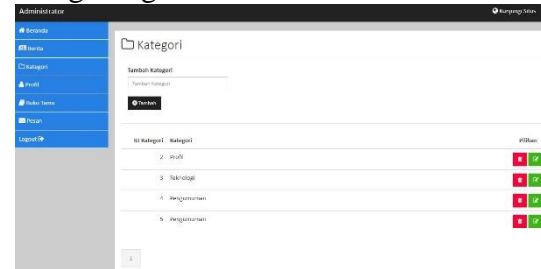 Administrator
Kunjungi Situs
Beranda
Berita
Kategori
Profil
Buku Tamu
Pesan
Logout
Kategori
Tambah Kategori
Tambah Kategori
Tambah
ID Kategori Kategori Pilihan
2 Profil
3 Teknologi
4 Pengumuman
5 Pengumuman